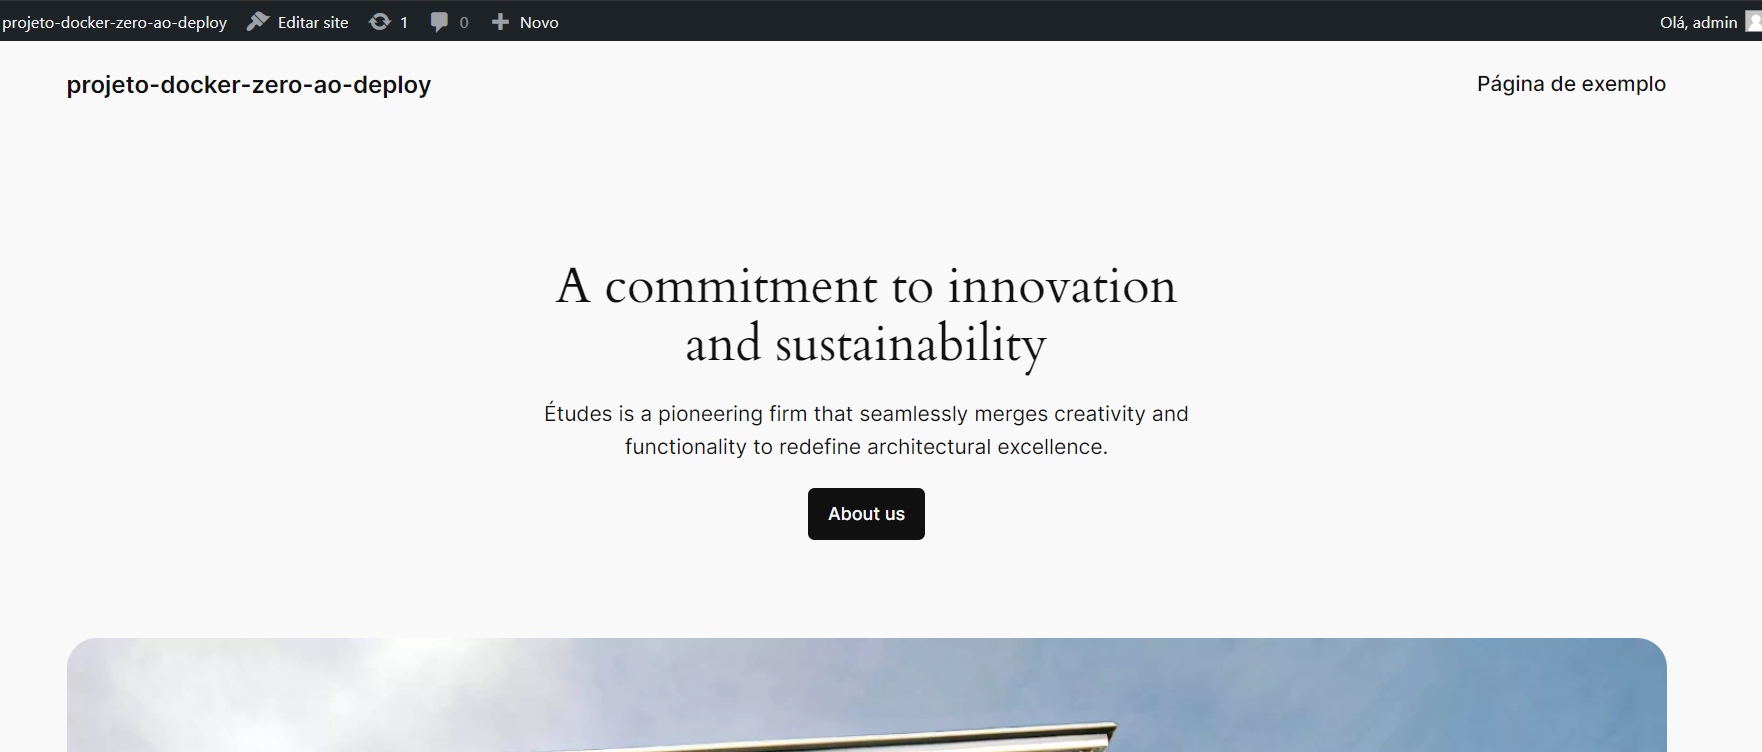 projeto-docker-zero-ao-deploy Editar site 1 0 Novo Olá, admin
projeto-docker-zero-ao-deploy Página de exemplo
A commitment to innovation
and sustainability
Études is a pioneering firm that seamlessly merges creativity and
functionality to redefine architectural excellence.
About us